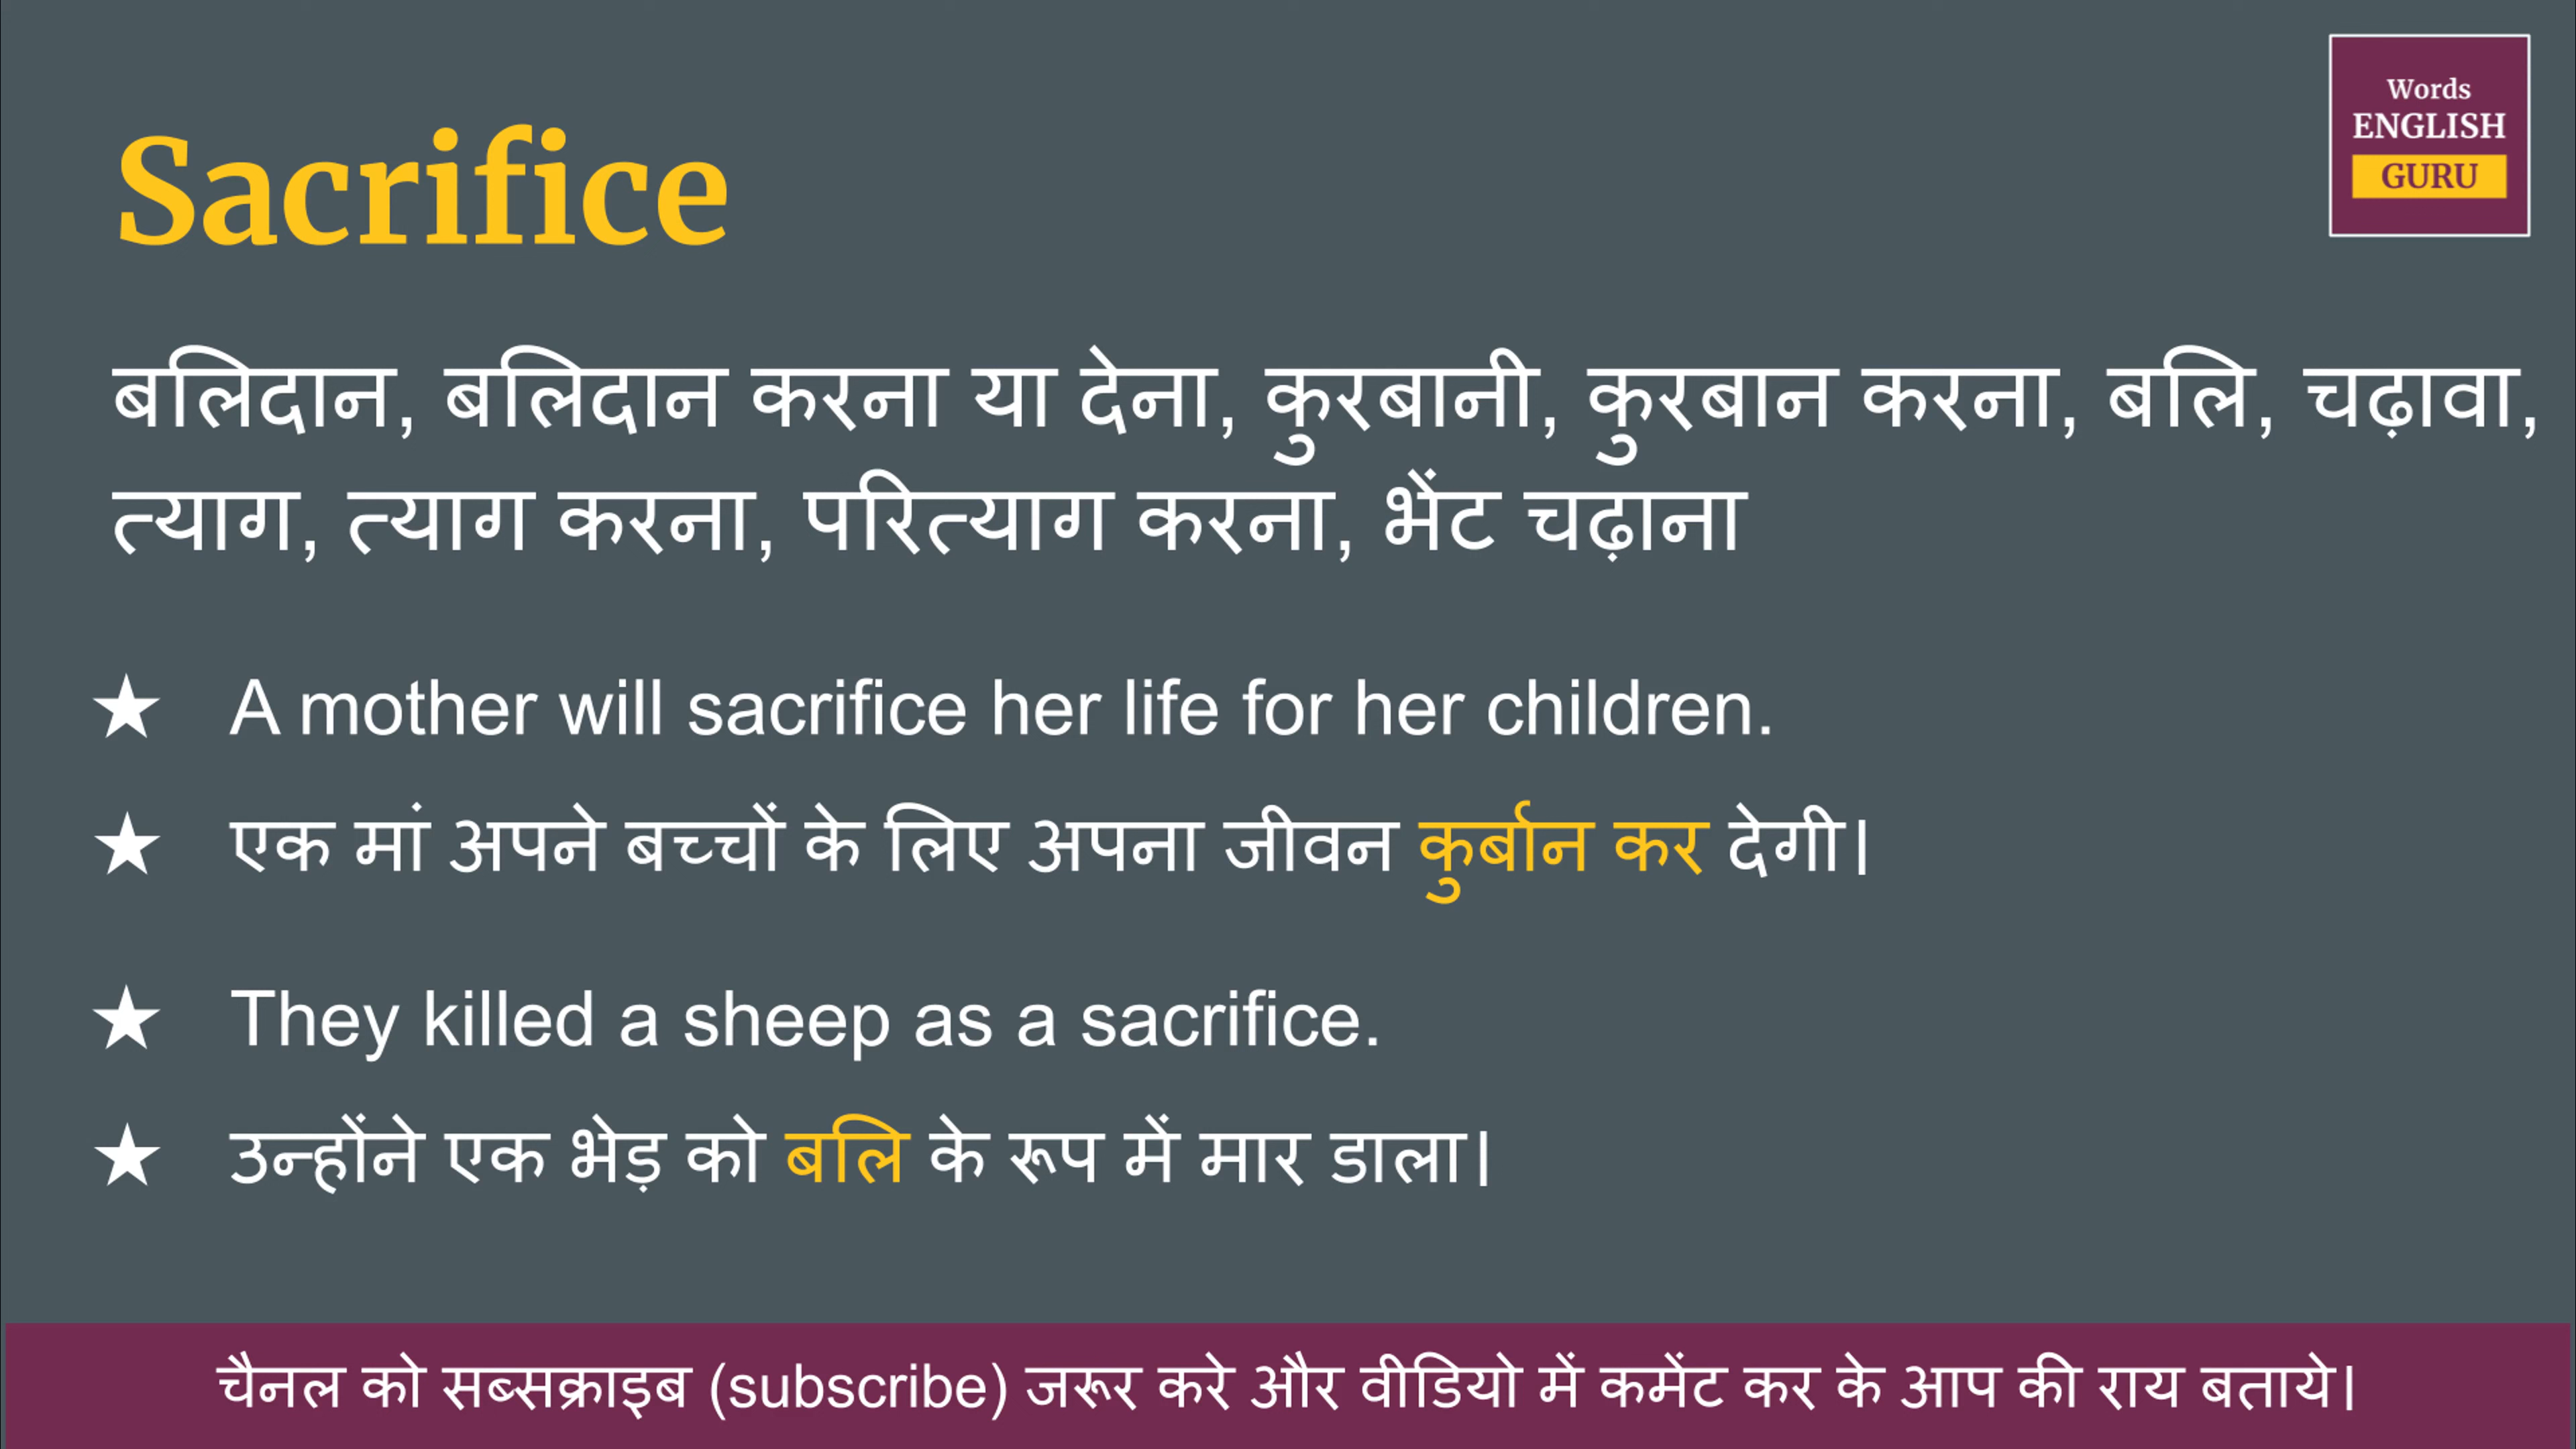 Words
ENGLISH
GURU
Sacrifice
बलिदान, बलिदान करना या देना, कुरबानी, कुरबान करना, बलि, चढ़ावा,
त्याग, त्याग करना, परित्याग करना, भेंट चढ़ाना
★ A mother will sacrifice her life for her children.
★ एक मां अपने बच्चों के लिए अपना जीवन कुर्बान कर देगी।
★ They killed a sheep as a sacrifice.
★ उन्होंने एक भेड़ को बलि के रूप में मार डाला।
चैनल को सब्सक्राइब (subscribe) जरूर करे और वीडियो में कमेंट कर के आप की राय बताये।